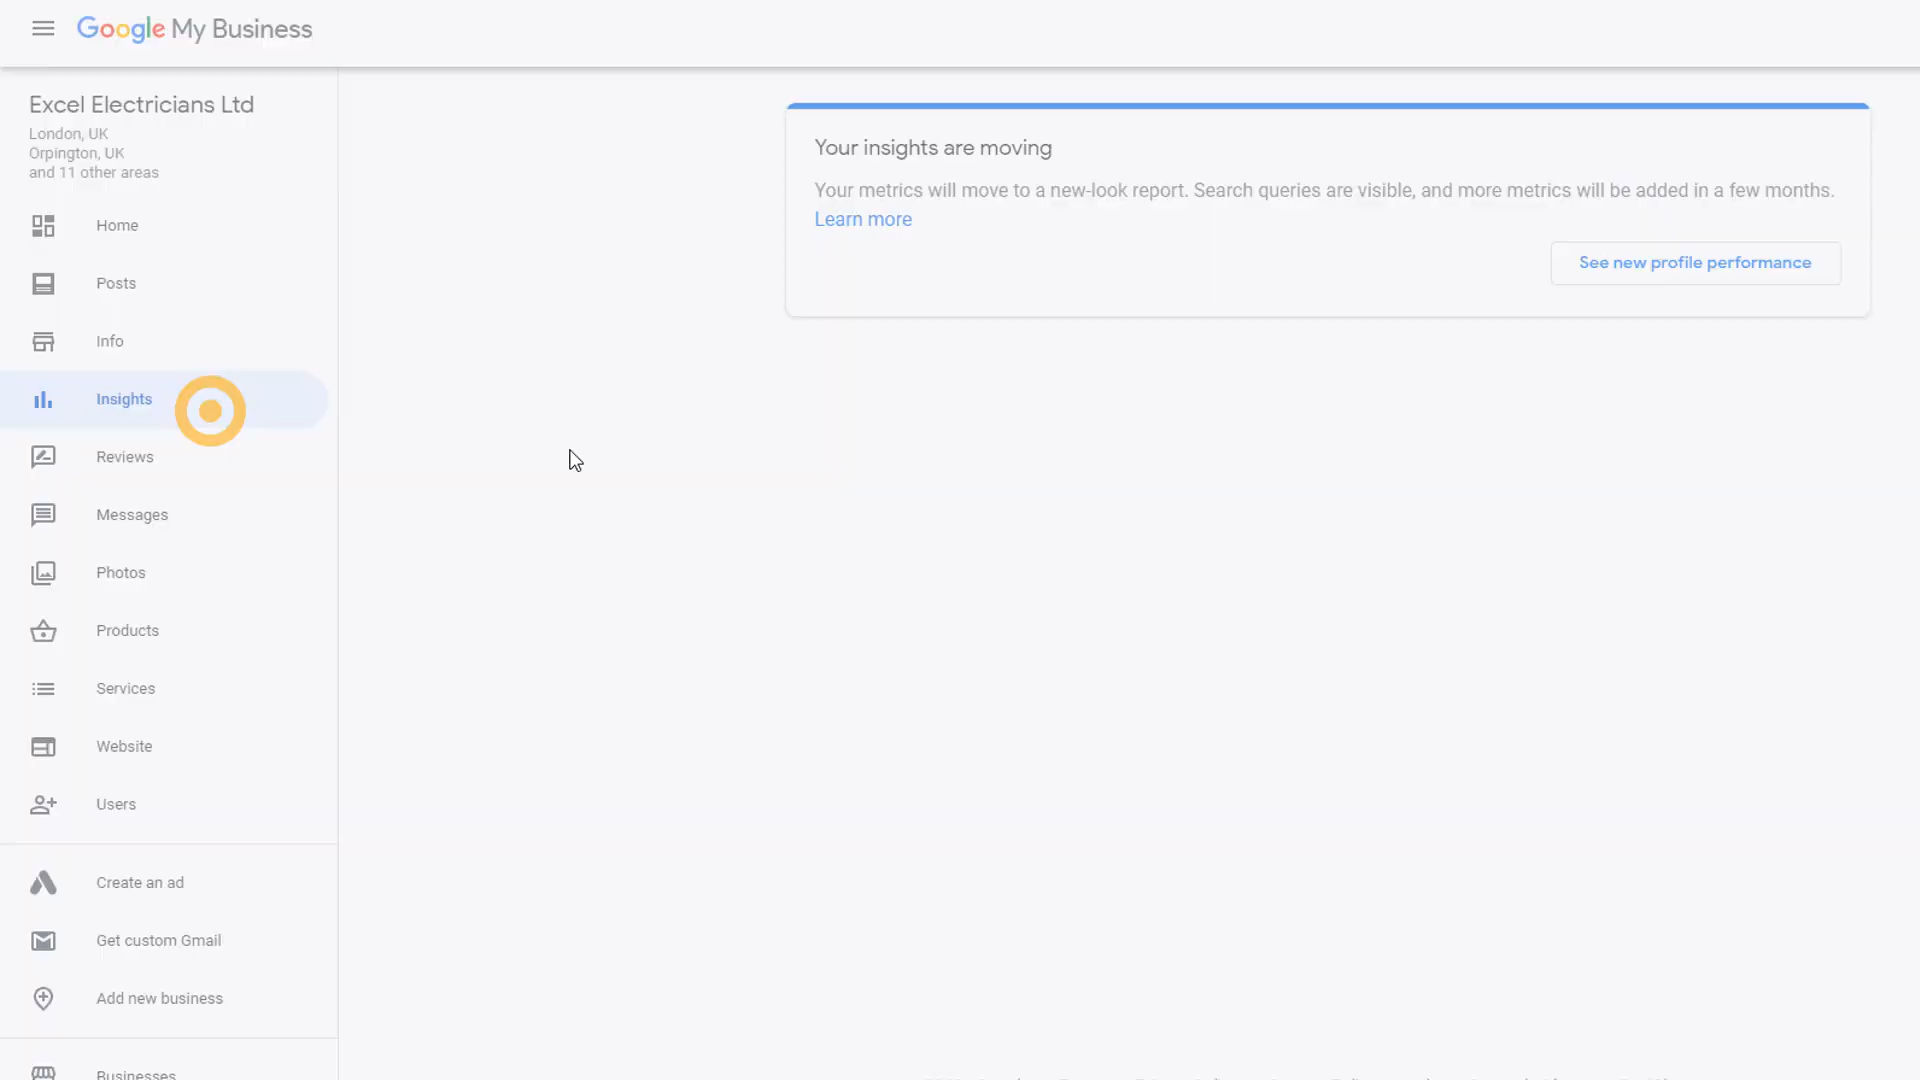 Google My Business
Excel Electricians Ltd
London, UK
Orpington, UK
and 11 other areas
Home
Posts
Info
Insights
Reviews
Messages
Photos
Products
Services
Website
Users
Create an ad
Get custom Gmail
Add new business
Businesses
Your insights are moving
Your metrics will move to a new-look report. Search queries are visible, and more metrics will be added in a few months.
Learn more
See new profile performance